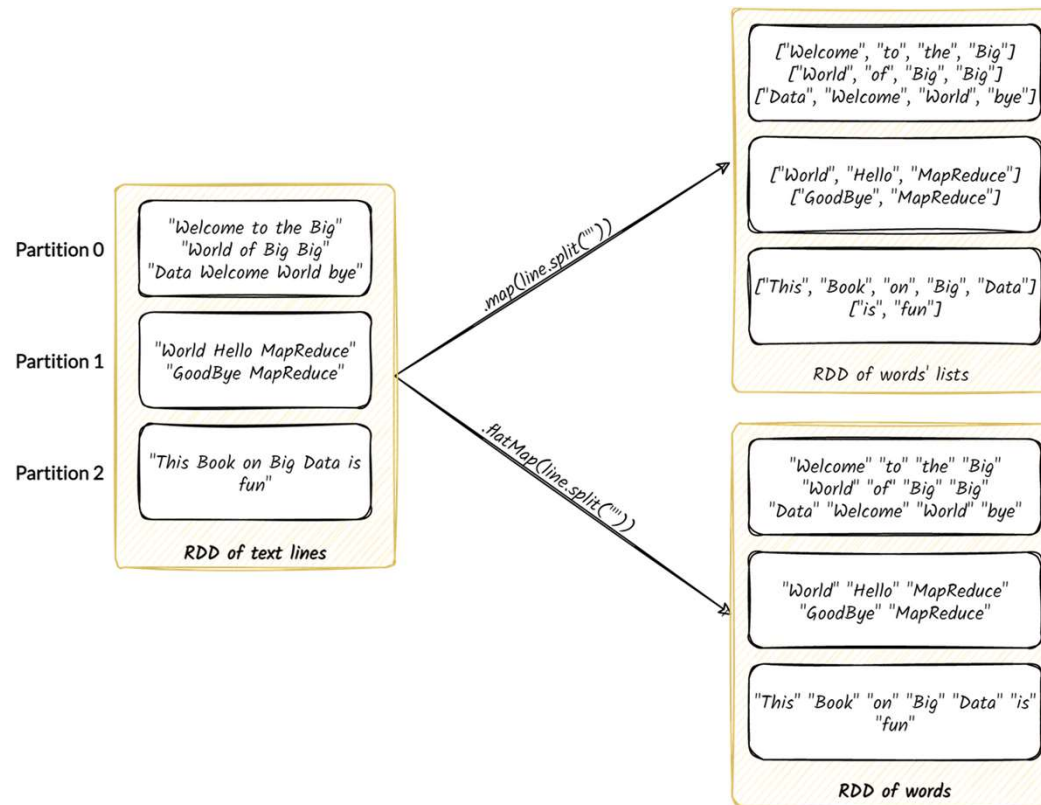 Partition 0
"Welcome to the Big"
"World of Big Big"
"Data Welcome World bye"
Partition 1
"World Hello MapReduce"
"GoodBye MapReduce"
Partition 2
"This Book on Big Data is
fun"
RDD of text lines
.map(line.split(""))
.flatMap(line.split(""))
["Welcome", "to", "the", "Big"]
["World", "of", "Big", "Big"]
["Data", "Welcome", "World", "bye"]
["World", "Hello", "MapReduce"]
["GoodBye", "MapReduce"]
["This", "Book", "on", "Big", "Data"]
["is", "fun"]
RDD of words' lists
"Welcome" "to" "the" "Big"
"World" "of" "Big" "Big"
"Data" "Welcome" "World" "bye"
"World" "Hello" "MapReduce"
"GoodBye" "MapReduce"
"This" "Book" "on" "Big" "Data" "is"
"fun"
RDD of words